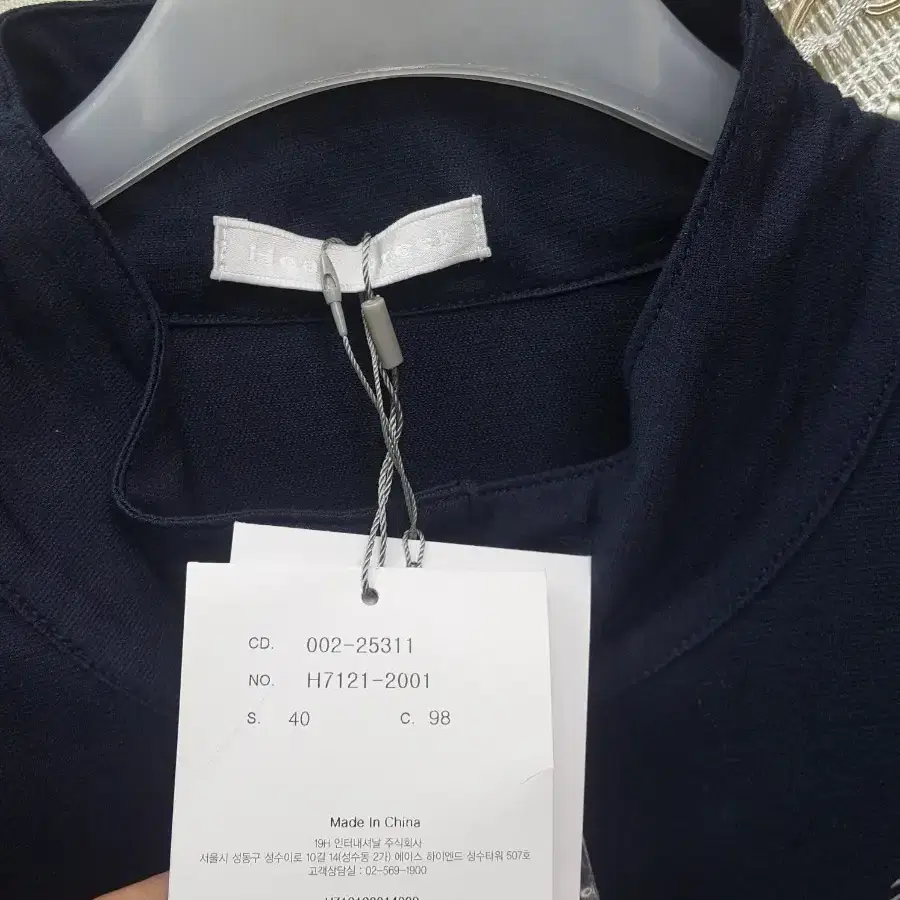 CD. 002-25311
NO. H7121-2001
S. 40 C. 98
Made In China
19H 인터내셔날 주식회사
서울시 성동구 성수이로 10길 14(성수동 2가) 에이스 하이엔드 성수타워 507호
고객상담실 : 02-569-1900